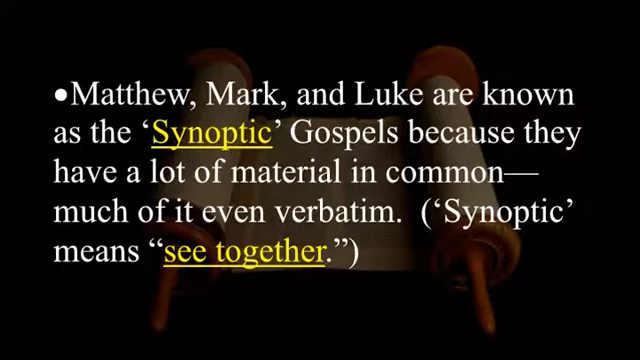 •Matthew, Mark, and Luke are known
as the ‘Synoptic’ Gospels because they
have a lot of material in common—
much of it even verbatim.  (‘Synoptic’
means “see together.”)